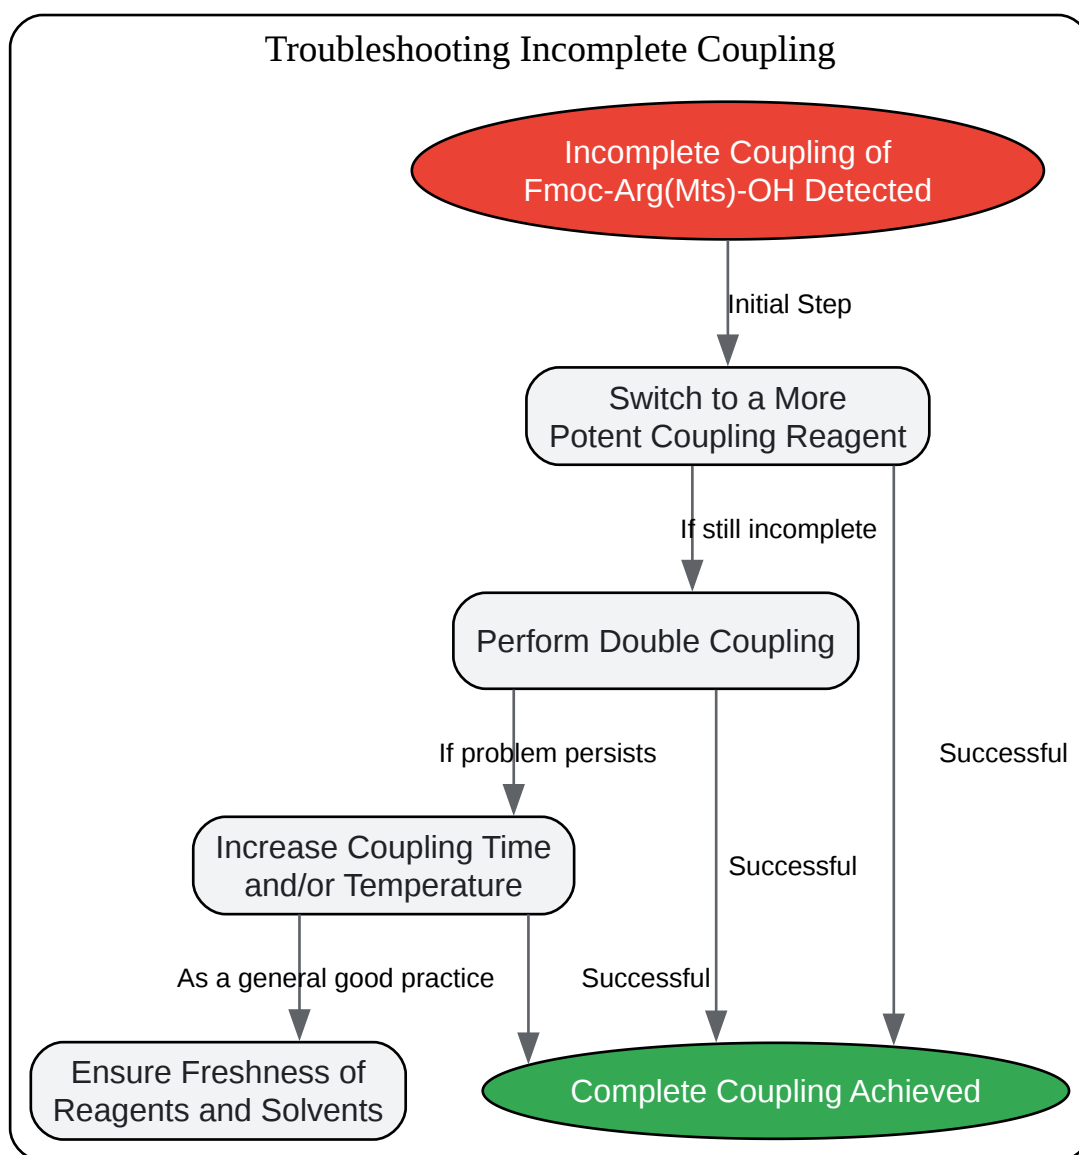 Troubleshooting Incomplete Coupling
Incomplete Coupling of
Fmoc-Arg(Mts)-OH Detected
Initial Step
Switch to a More
Potent Coupling Reagent
If still incomplete
Perform Double Coupling
If problem persists
Successful
Increase Coupling Time
and/or Temperature
Successful
As a general good practice
Successful
Ensure Freshness of
Reagents and Solvents
Complete Coupling Achieved